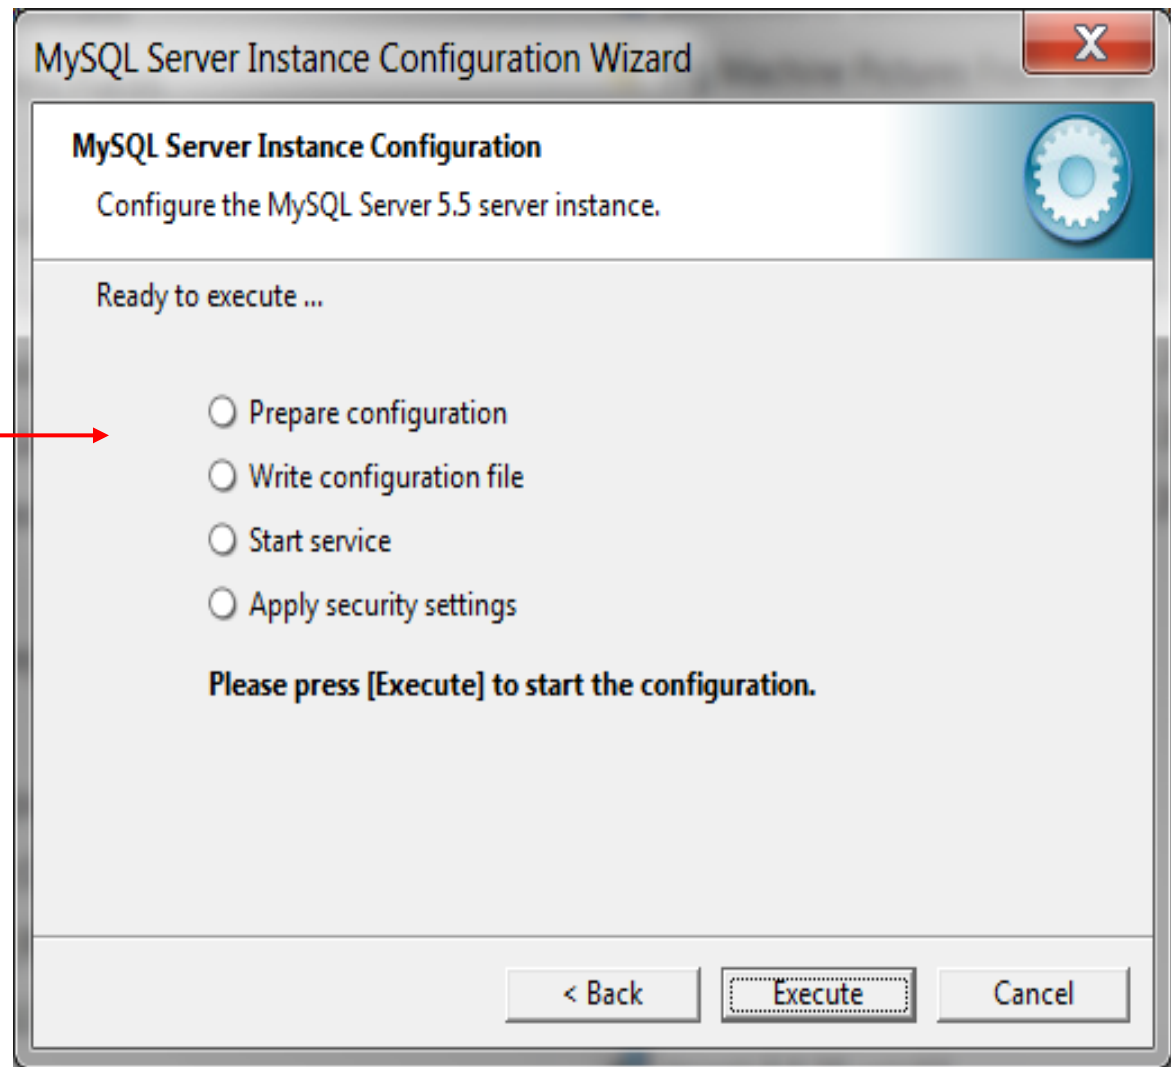 MySQL Server Instance Configuration Wizard
X
MySQL Server Instance Configuration
Configure the MySQL Server 5.5 server instance.
Ready to execute ...
Prepare configuration
Write configuration file
Start service
Apply security settings
Please press [Execute] to start the configuration.
< Back Execute Cancel